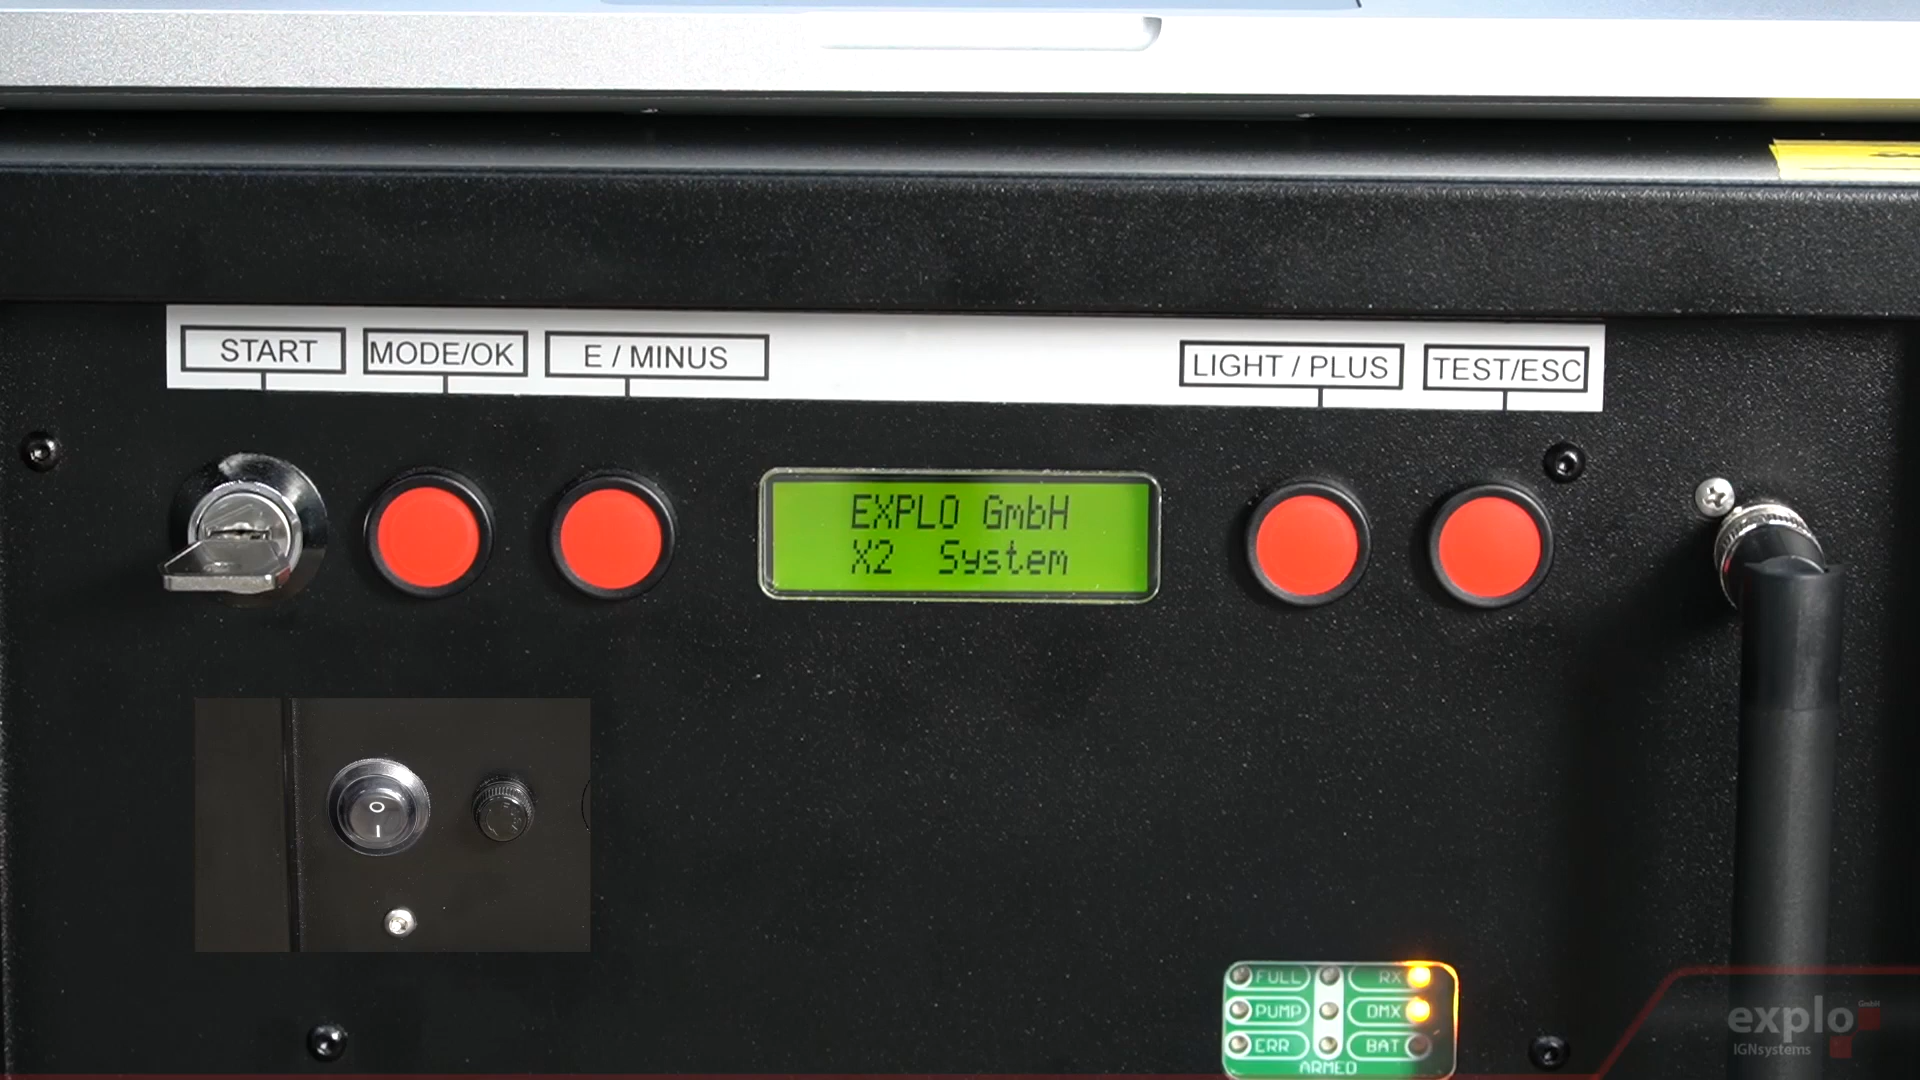 START
MODE/OK
E / MINUS
LIGHT / PLUS
TEST/ESC
EXPLO GmbH
X2 System
O
I
FULL
RX
PUMP
DMX
ERR
BAT
ARMED
explo GmbH
IGNsystems